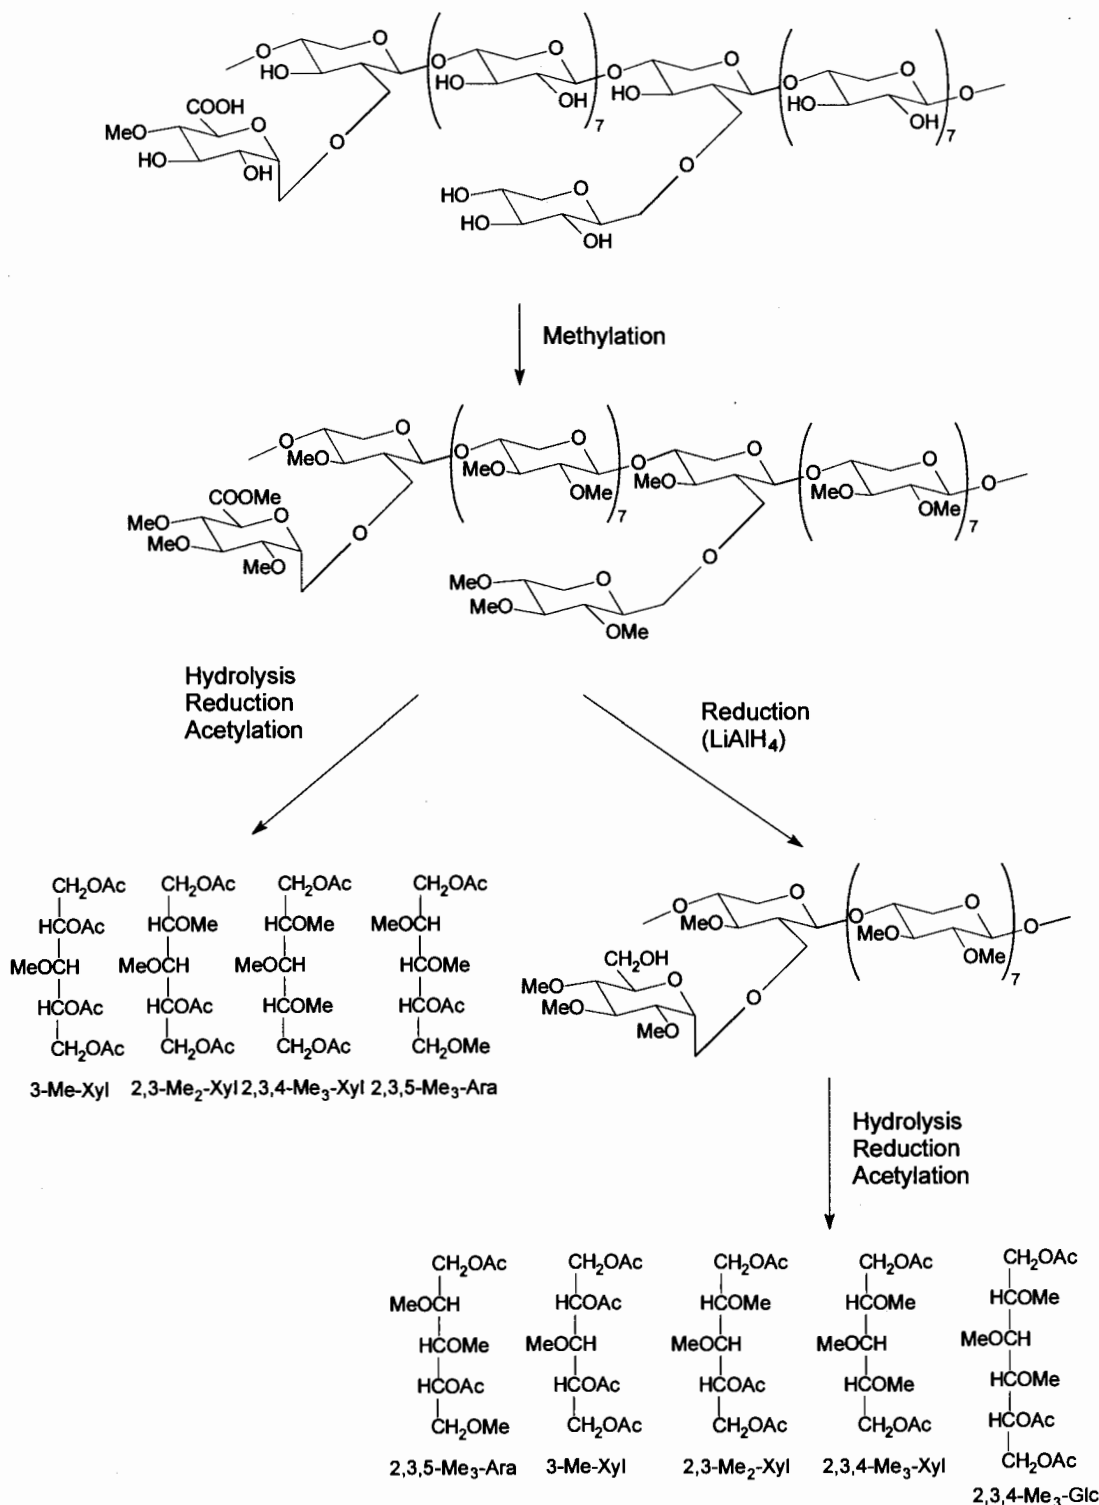 O O O O O O O O
HO HO HO HO
OH OH
7 7
COOH
MeO O O
HO OH
O
HO O
HO OH
Methylation
O O O O O O O O
MeO MeO MeO MeO
OMe OMe
7 7
COOMe
MeO O O
MeO
MeO
O
MeO O
MeO
OMe
Hydrolysis
Reduction
Acetylation
Reduction
(LiAlH₄)
CH₂OAc CH₂OAc CH₂OAc CH₂OAc
HCOAc HCOMe HCOMe MeOCH
MeOCH MeOCH MeOCH HCOMe
HCOAc HCOAc HCOMe HCOAc
CH₂OAc CH₂OAc CH₂OAc CH₂OMe
3-Me-Xyl 2,3-Me₂-Xyl 2,3,4-Me₃-Xyl 2,3,5-Me₃-Ara
O O O O O
MeO MeO
OMe
7
CH₂OH
MeO O O
MeO
MeO
Hydrolysis
Reduction
Acetylation
CH₂OAc CH₂OAc CH₂OAc CH₂OAc CH₂OAc
MeOCH HCOAc HCOMe HCOMe HCOMe
HCOMe MeOCH MeOCH MeOCH MeOCH
HCOAc HCOAc HCOAc HCOMe HCOMe
CH₂OMe CH₂OAc CH₂OAc CH₂OAc HCOAc
CH₂OAc
2,3,5-Me₃-Ara 3-Me-Xyl 2,3-Me₂-Xyl 2,3,4-Me₃-Xyl
2,3,4-Me₃-Glc